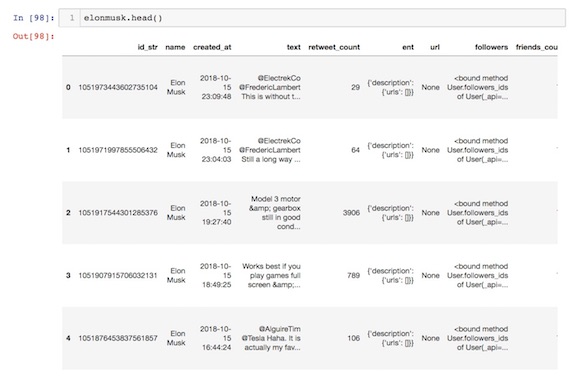 In [98]: 1 elonmusk.head()
Out[98]:
id_str name created_at text retweet_count ent url followers friends_cou
0 1051973443602735104 Elon Musk 2018-10-15 23:09:48 @ElectrekCo @FredericLambert This is without t... 29 {'description': {'urls': []}} None <bound method User.followers_ids of User(_api=...
1 1051971997855506432 Elon Musk 2018-10-15 23:04:03 @ElectrekCo @FredericLambert Still a long way ... 64 {'description': {'urls': []}} None <bound method User.followers_ids of User(_api=...
2 1051917544301285376 Elon Musk 2018-10-15 19:27:40 Model 3 motor &amp; gearbox still in good cond... 3906 {'description': {'urls': []}} None <bound method User.followers_ids of User(_api=...
3 1051907915706032131 Elon Musk 2018-10-15 18:49:25 Works best if you play games full screen &amp;... 789 {'description': {'urls': []}} None <bound method User.followers_ids of User(_api=...
4 1051876453837561857 Elon Musk 2018-10-15 16:44:24 @AlguireTim @Tesla Haha. It is actually my fav... 106 {'description': {'urls': []}} None <bound method User.followers_ids of User(_api=...